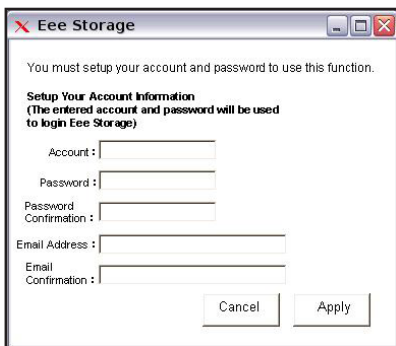 Eee Storage
You must setup your account and password to use this function.
Setup Your Account Information
(The entered account and password will be used
to login Eee Storage)
Account :
Password :
Password
Confirmation :
Email Address :
Email
Confirmation :
Cancel Apply